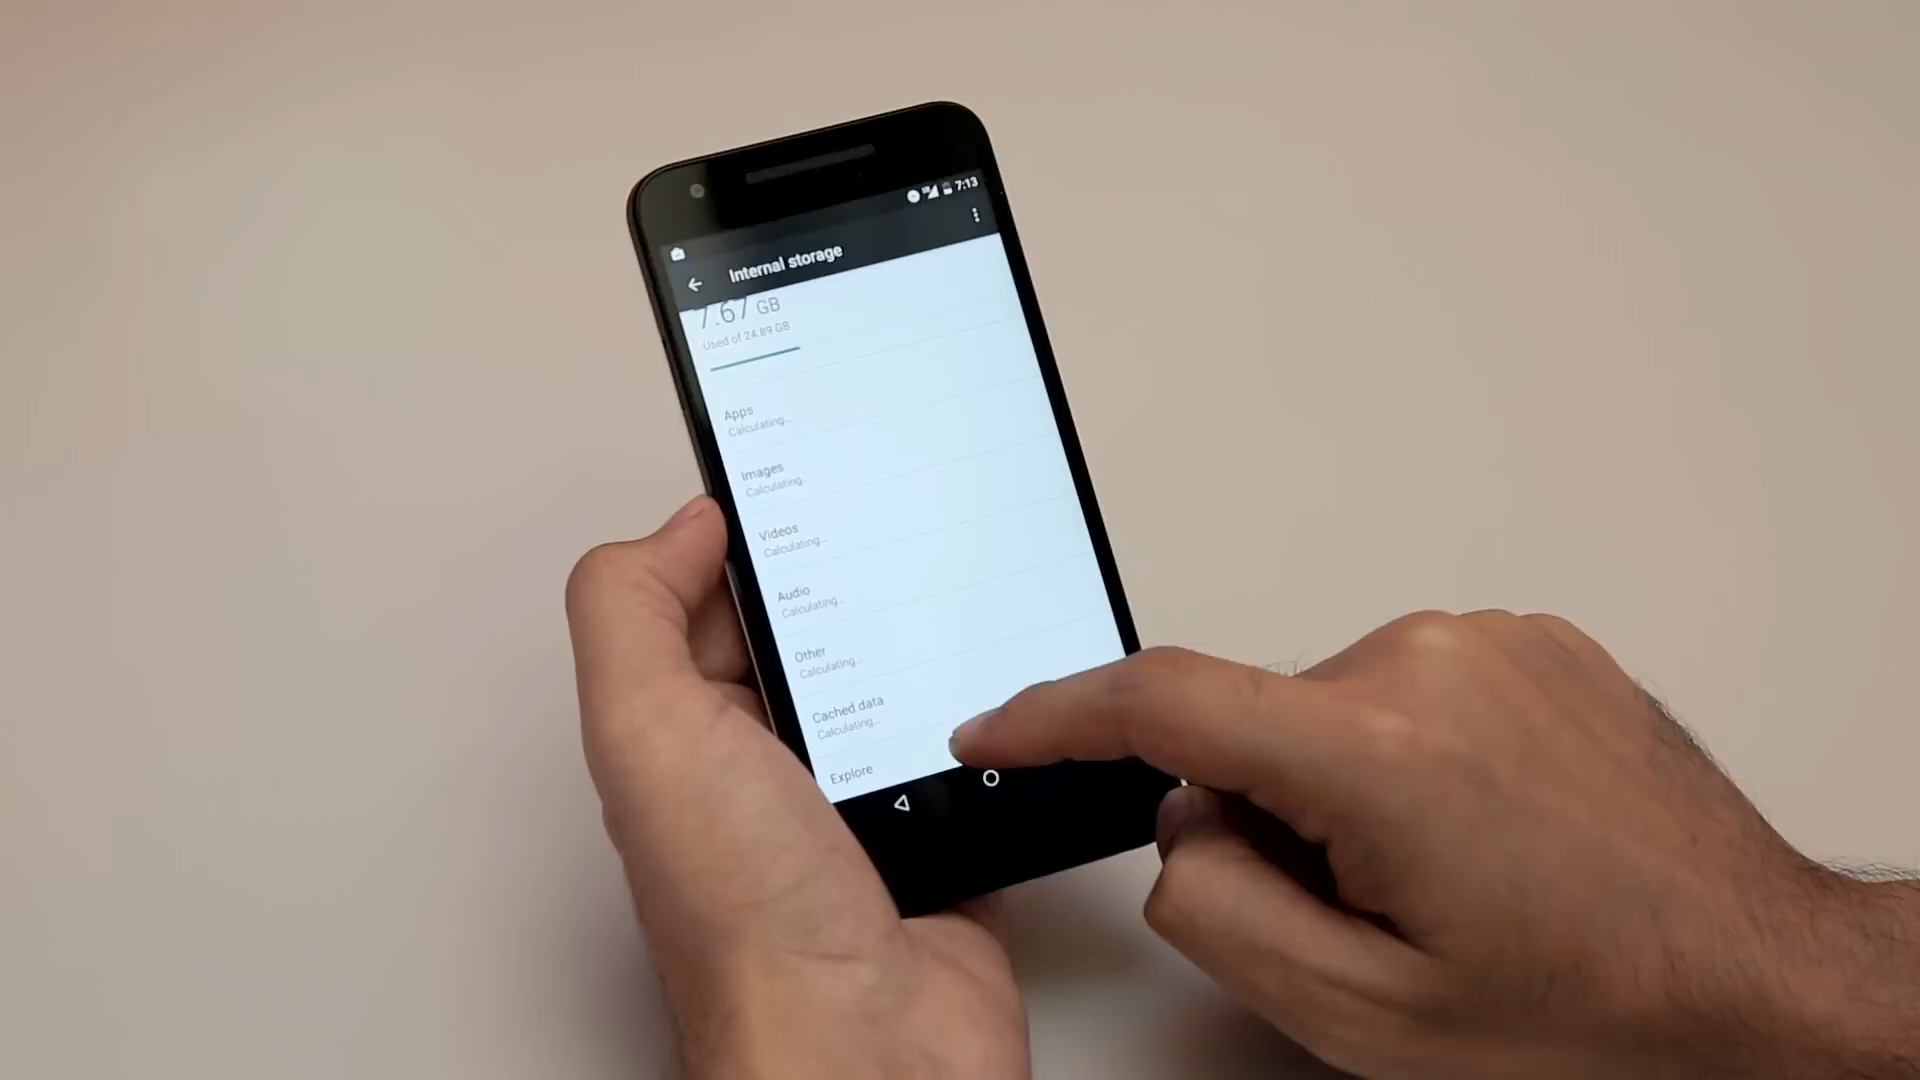 7:13
Internal storage
7.67 GB
Used of 24.89 GB
Apps
Calculating...
Images
Calculating...
Videos
Calculating...
Audio
Calculating...
Other
Calculating...
Cached data
Calculating...
Explore